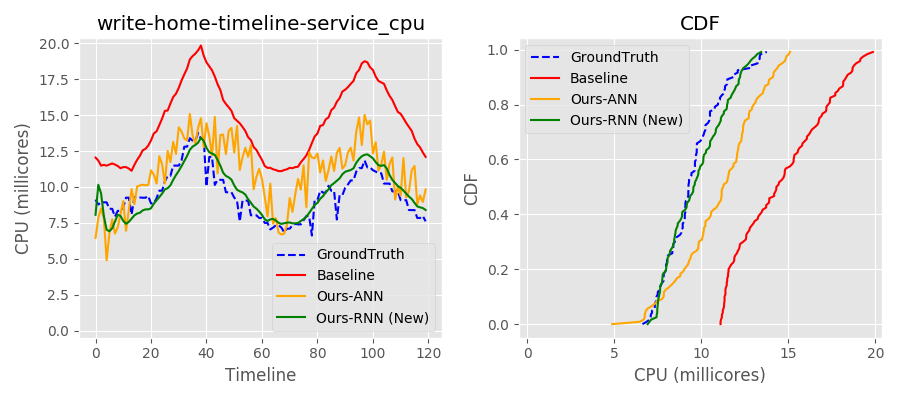 write-home-timeline-service_cpu
CPU (millicores)
20.0
17.5
15.0
12.5
10.0
7.5
5.0
2.5
0.0
GroundTruth
Baseline
Ours-ANN
Ours-RNN (New)
0 20 40 60 80 100 120
Timeline
CDF
CDF
1.0
0.8
0.6
0.4
0.2
0.0
GroundTruth
Baseline
Ours-ANN
Ours-RNN (New)
0 5 10 15 20
CPU (millicores)